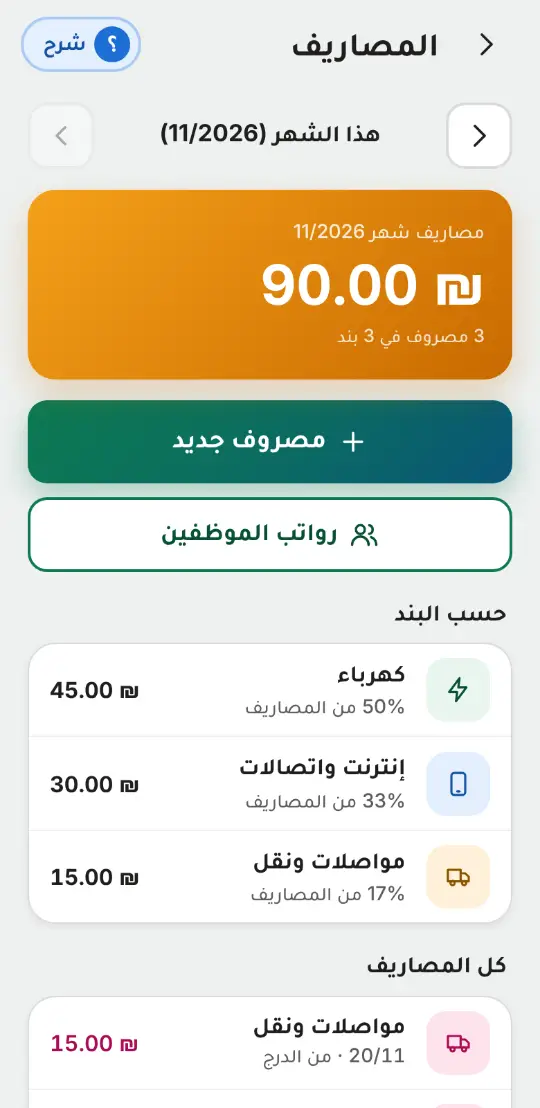 المصاريف
؟ شرح
هذا الشهر (11/2026)
مصاريف شهر 11/2026
₪ 90.00
3 مصروف في 3 بند
+ مصروف جديد
رواتب الموظفين
حسب البند
كهرباء
50% من المصاريف
₪ 45.00
إنترنت واتصالات
33% من المصاريف
₪ 30.00
مواصلات ونقل
17% من المصاريف
₪ 15.00
كل المصاريف
مواصلات ونقل
20/11 · من الدرج
₪ 15.00